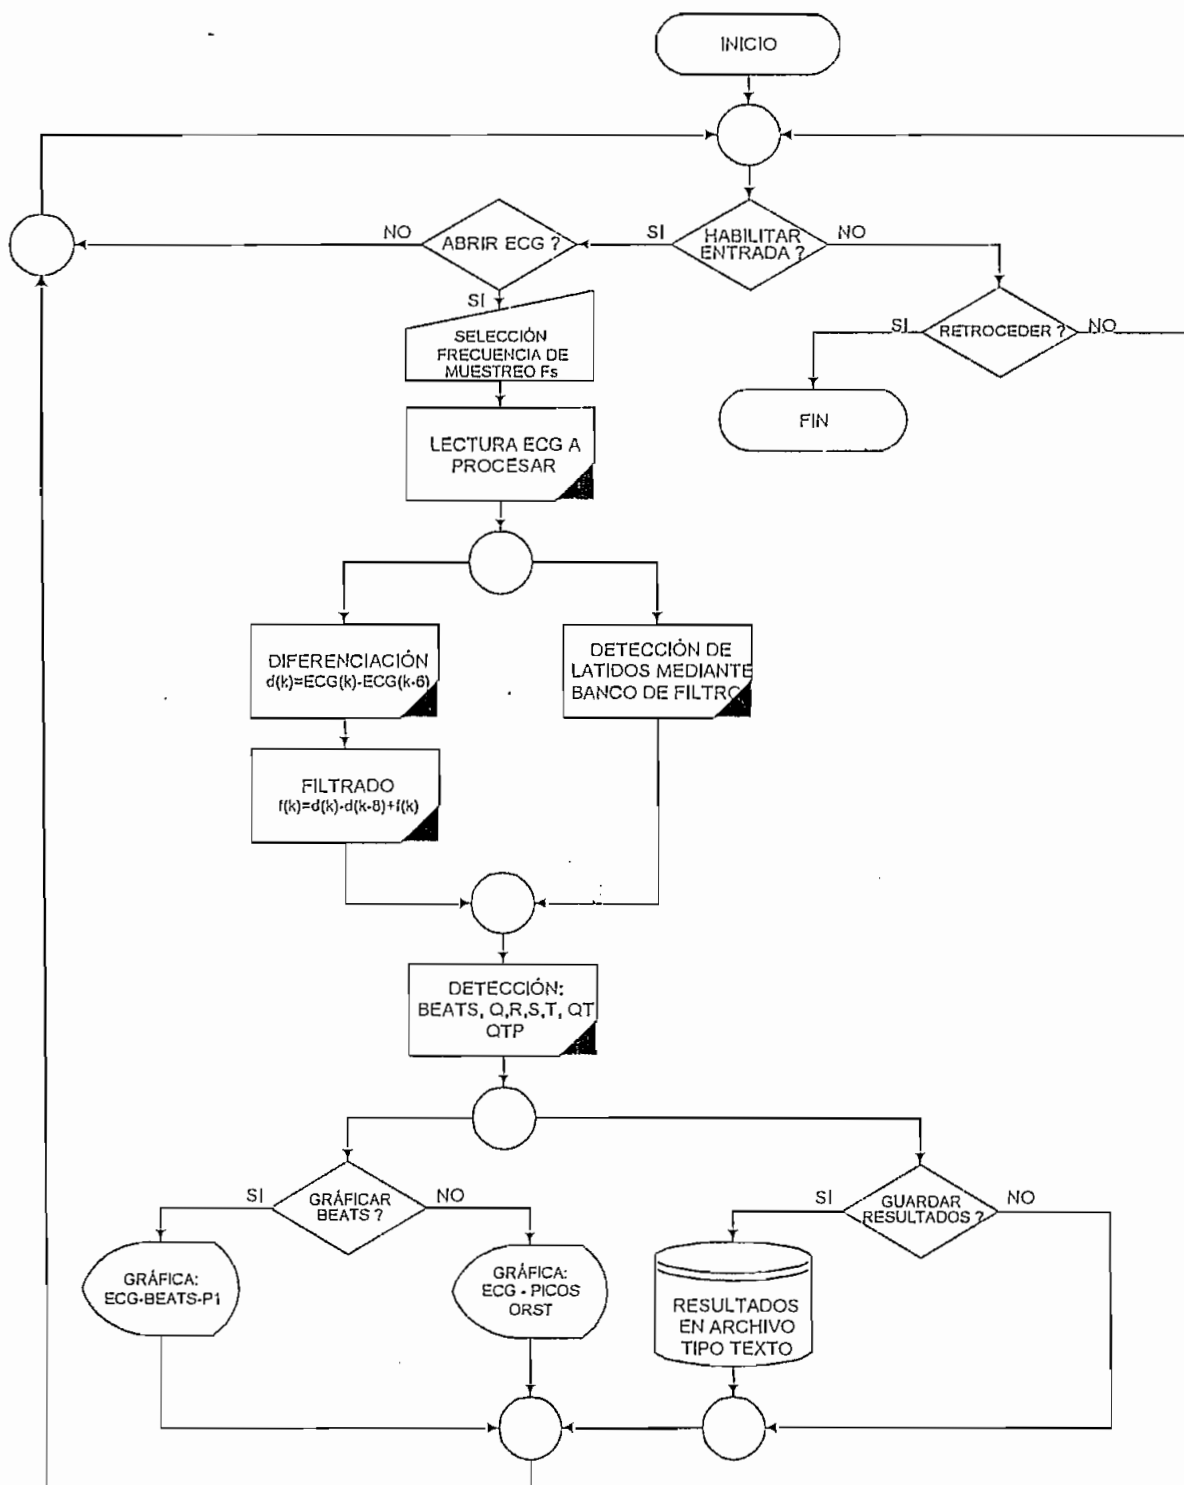 INICIO
HABILITAR
ENTRADA ?
SI
NO
ABRIR ECG ?
NO
SI
RETROCEDER ?
SI
NO
FIN
SELECCIÓN
FRECUENCIA DE
MUESTREO Fs
LECTURA ECG A
PROCESAR
DIFERENCIACIÓN
d(k)=ECG(k)-ECG(k-6)
DETECCIÓN DE
LATIDOS MEDIANTE
BANCO DE FILTRO
FILTRADO
f(k)=d(k)-d(k-8)+f(k)
DETECCIÓN:
BEATS, Q,R,S,T, QT
QTP
GRÁFICAR
BEATS ?
SI
NO
GUARDAR
RESULTADOS ?
SI
NO
GRÁFICA:
ECG-BEATS-P1
GRÁFICA:
ECG - PICOS
QRST
RESULTADOS
EN ARCHIVO
TIPO TEXTO